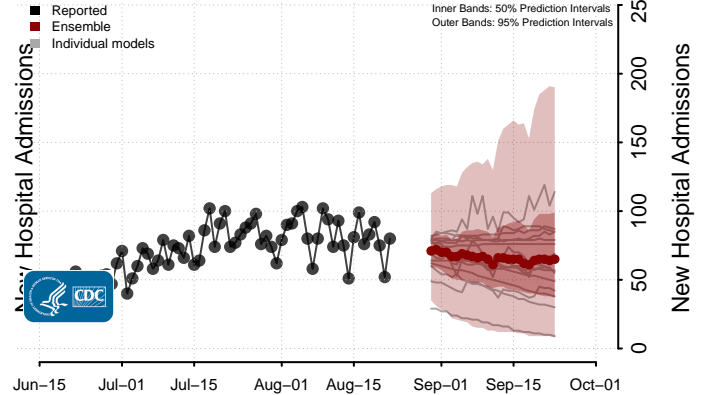 Reported
Ensemble
Individual models
Inner Bands: 50% Prediction Intervals
Outer Bands: 95% Prediction Intervals
New Hospital Admissions
CDC
0
50
100
150
200
25
New Hospital Admissions
Jun–15
Jul–01
Jul–15
Aug–01
Aug–15
Sep–01
Sep–15
Oct–01